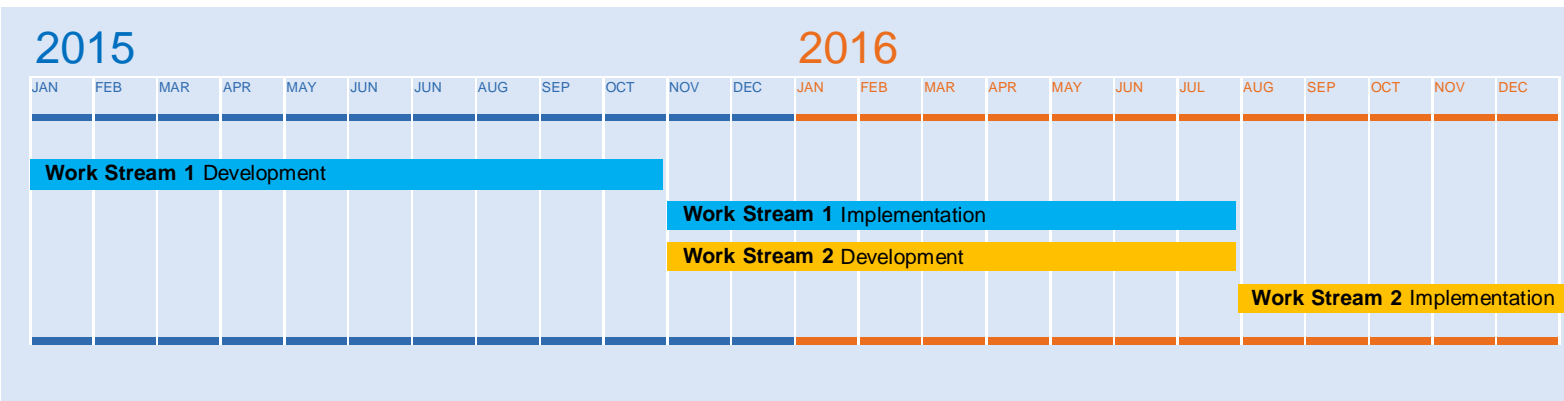 2015 2016
JAN FEB MAR APR MAY JUN JUN AUG SEP OCT NOV DEC JAN FEB MAR APR MAY JUN JUL AUG SEP OCT NOV DEC
Work Stream 1 Development
Work Stream 1 Implementation
Work Stream 2 Development
Work Stream 2 Implementation